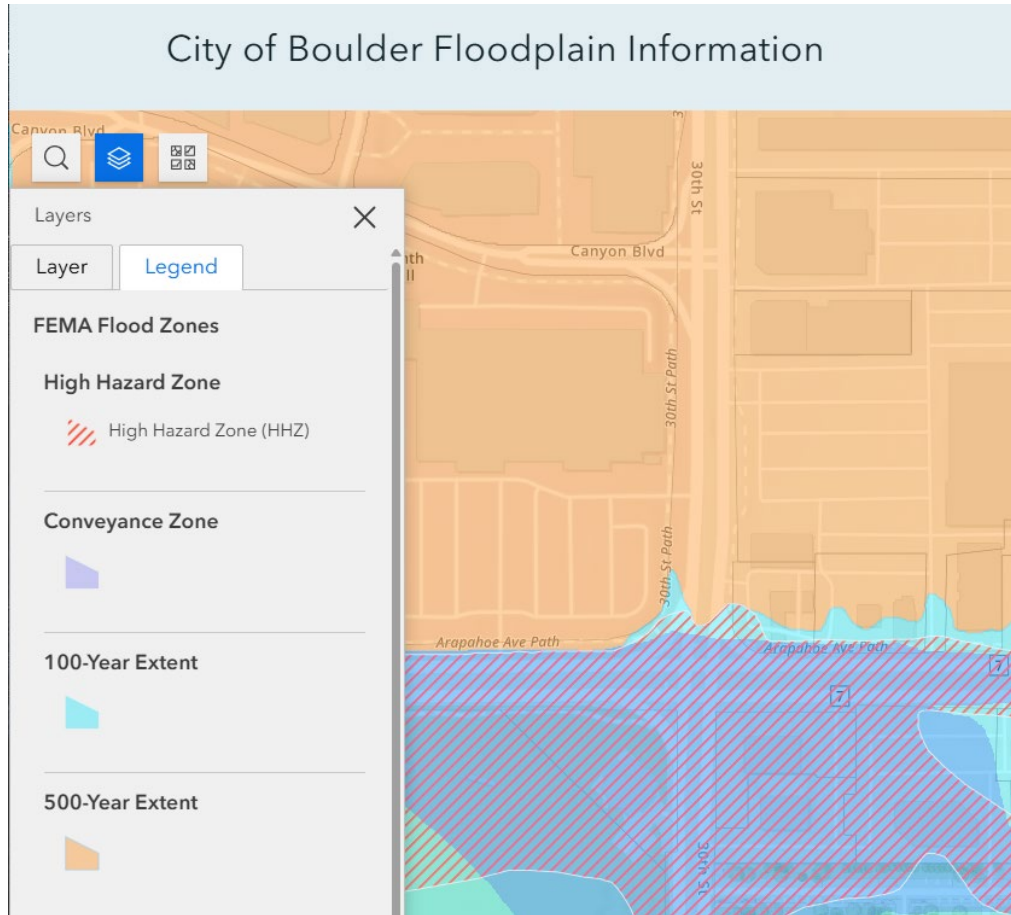 City of Boulder Floodplain Information
Canyon Blvd
30th St
Layers
Canyon Blvd
Layer
Legend
FEMA Flood Zones
High Hazard Zone
High Hazard Zone (HHZ)
30th St Path
Conveyance Zone
30th St Path
Arapahoe Ave Path
Arapahoe Ave Path
100-Year Extent
7
7
500-Year Extent
30th St